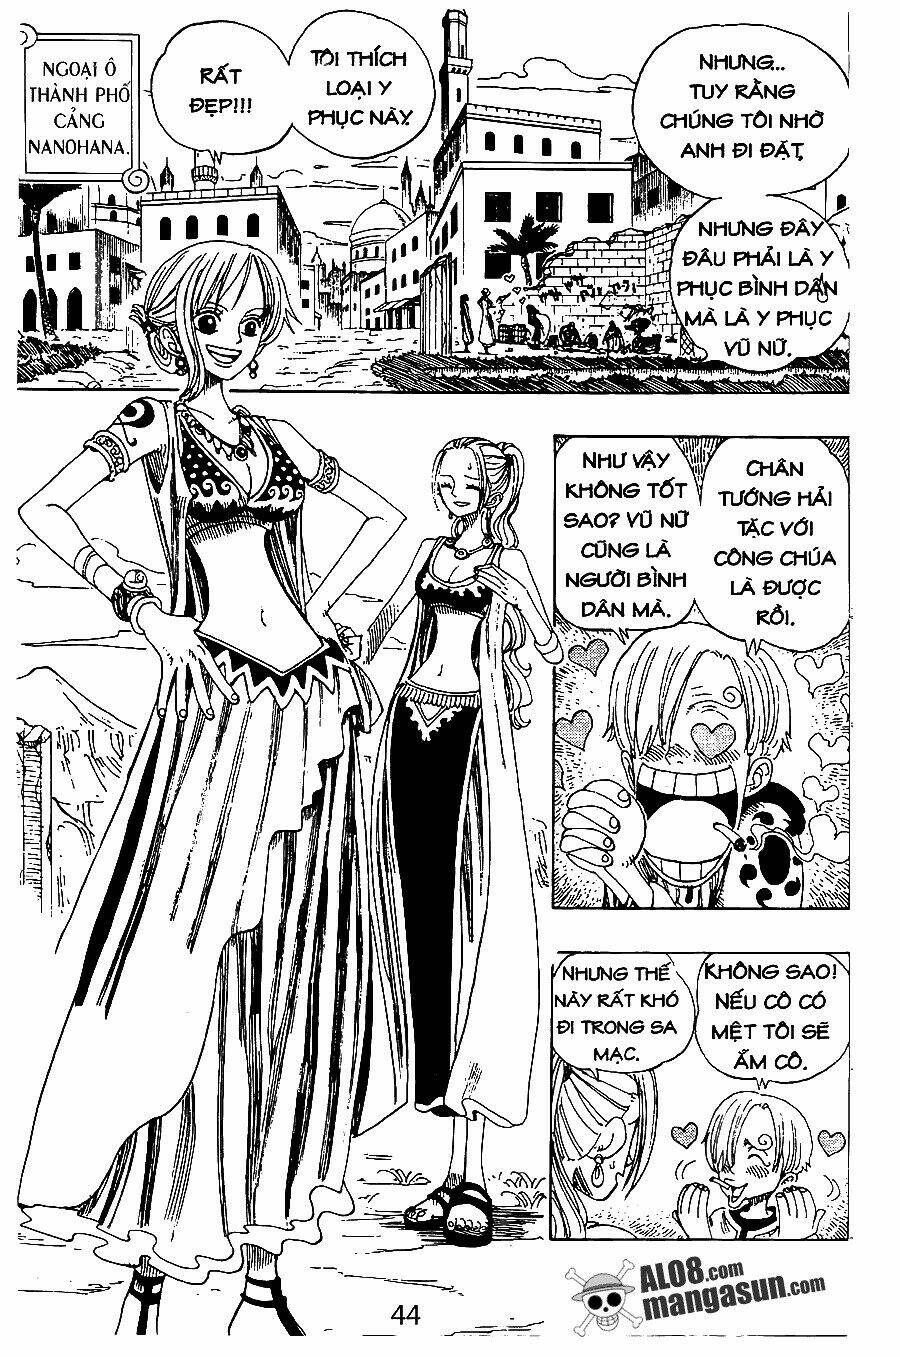 NGOẠI Ô
THÀNH PHỐ
CẢNG
NANOHANA.
RẤT
ĐẸP!!!
TÔI THÍCH
LOẠI Y
PHỤC NÀY.
NHƯNG..
TUY RẰNG
CHÚNG TÔI NHỜ
ANH ĐI ĐẶT,
NHƯNG ĐÂY
ĐÂU PHẢI LÀ Y
PHỤC BÌNH DÂN
MÀ LÀ Y PHỤC
VŨ NỮ.
NHƯ VẬY
KHÔNG TỐT
SAO? VŨ NỮ
CŨNG LÀ
NGƯỜI BÌNH
DÂN MÀ.
CHÂN
TƯỚNG HẢI
TẶC VỚI
CÔNG CHÚA
LÀ ĐƯỢC
RỒI.
NHƯNG THẾ
NÀY RẤT KHÓ
ĐI TRONG SA
MẠC.
KHÔNG SAO!
NẾU CÔ CÓ
MỆT TÔI SẼ
ẮM CÔ.
44
ALO8.com
mangasun.com